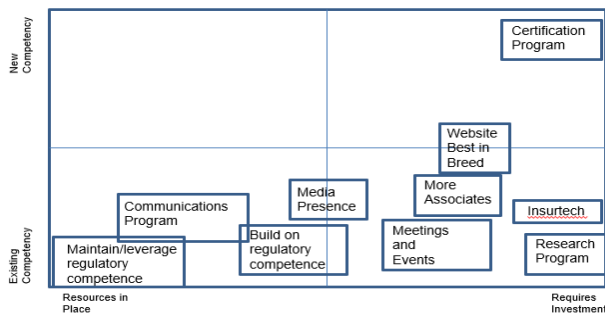 New
Competency
Certification
Program
Website
Best in
Breed
More
Associates
Media
Presence
Communications
Program
Insurtech
Build on
regulatory
competence
Meetings
and
Events
Research
Program
Maintain/leverage
regulatory
competence
Existing
Competency
Resources in
Place
Requires
Investment